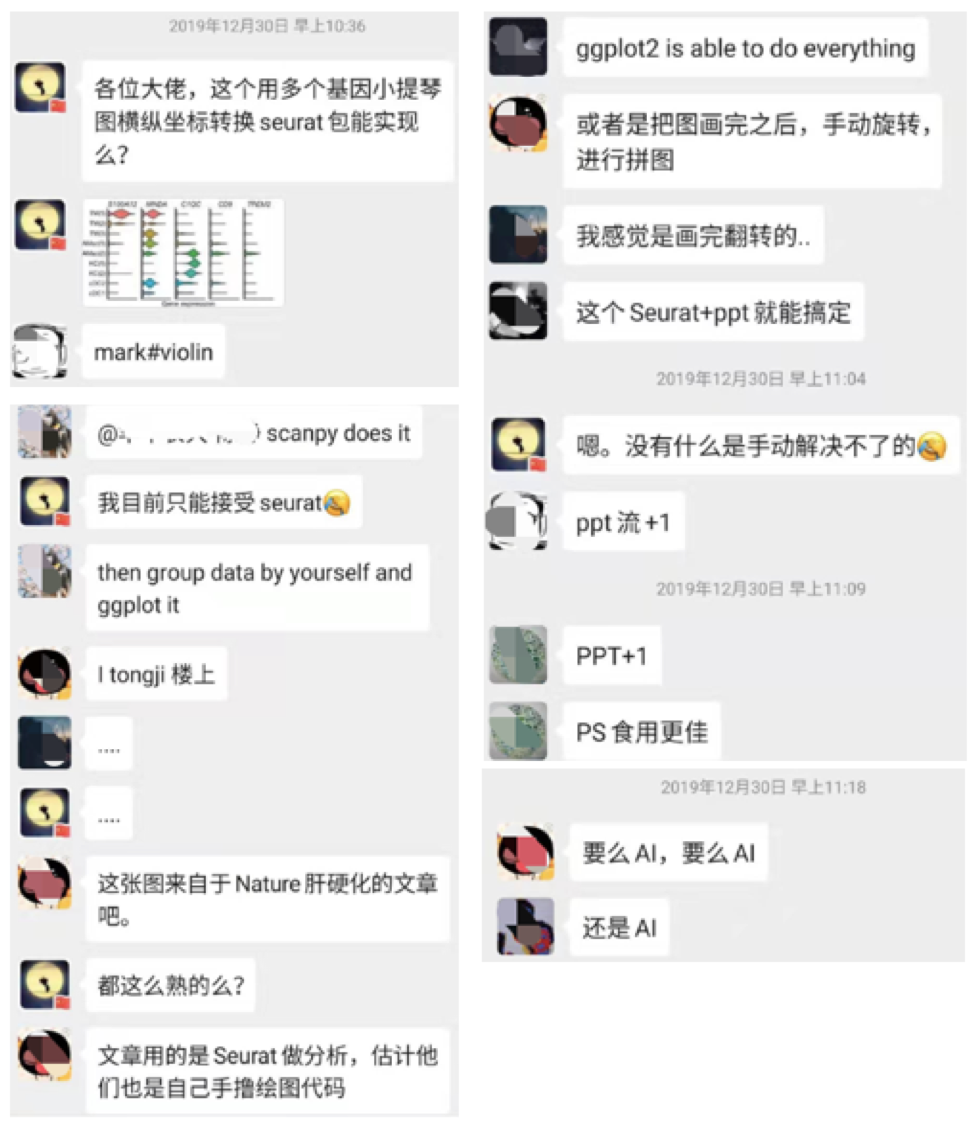 2019年12月30日 早上10:36
各位大佬，这个用多个基因小提琴
图横纵坐标转换 seurat 包能实现
么？
S100A12 MNDA C1QC CD9 TREM2
Gene expression
mark#violin
scanpy does it
我目前只能接受 seurat😂
then group data by yourself and
ggplot it
I tongji 楼上
....
....
这张图来自于 Nature 肝硬化的文章
吧。
都这么熟的么？
文章用的是 Seurat 做分析，估计他
们也是自己手撸绘图代码
ggplot2 is able to do everything
或者是把图画完之后，手动旋转，
进行拼图
我感觉是画完翻转的..
这个 Seurat+ppt 就能搞定
2019年12月30日 早上11:04
嗯。没有什么是手动解决不了的😂
ppt 流 +1
2019年12月30日 早上11:09
PPT+1
PS 食用更佳
2019年12月30日 早上11:18
要么 AI，要么 AI
还是 AI